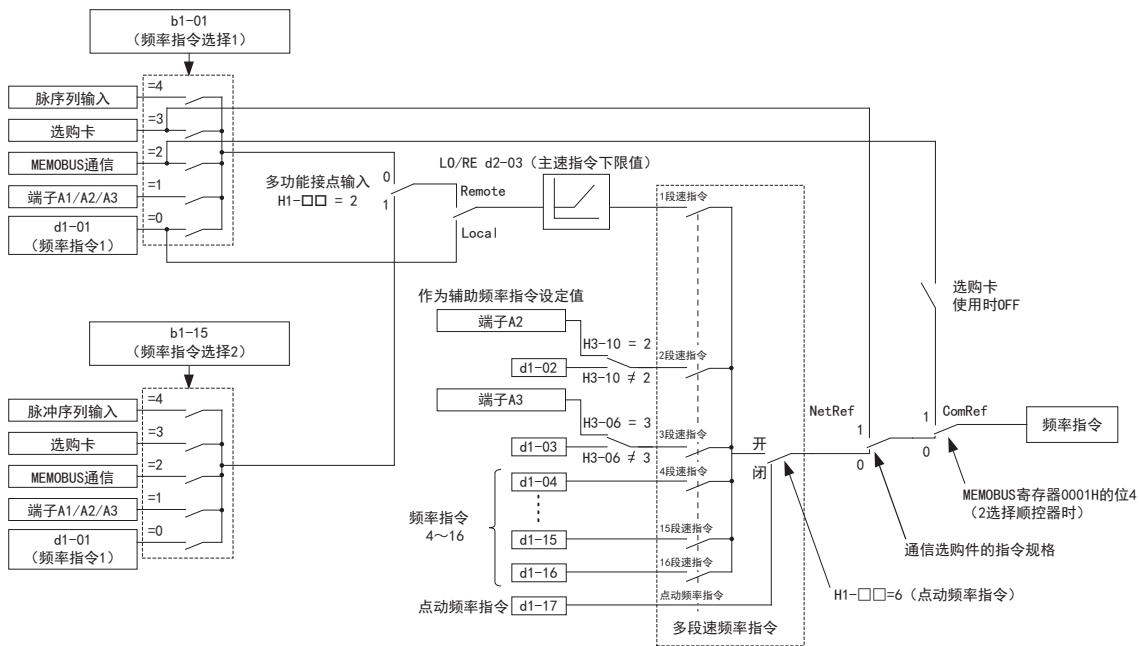 b1-01
（频率指令选择1）
脉序列输入
=4
选购卡
=3
MEMOBUS通信
=2
端子A1/A2/A3
=1
d1-01
（频率指令1）
=0
多功能接点输入
H1-□□ = 2
0
1
LO/RE d2-03（主速指令下限值）
Remote
Local
b1-15
（频率指令选择2）
脉冲序列输入
=4
选购卡
=3
MEMOBUS通信
=2
端子A1/A2/A3
=1
d1-01
（频率指令1）
=0
作为辅助频率指令设定值
端子A2
H3-10 = 2
d1-02
H3-10 ≠ 2
端子A3
H3-06 = 3
d1-03
H3-06 ≠ 3
d1-04
频率指令
4～16
d1-15
d1-16
点动频率指令
d1-17
1段速指令
2段速指令
3段速指令
4段速指令
15段速指令
16段速指令
点动频率指令
多段速频率指令
开
闭
H1-□□=6（点动频率指令）
NetRef
1
0
通信选购件的指令规格
选购卡
使用时OFF
ComRef
1
0
MEMOBUS寄存器0001H的位4
（2选择顺控器时）
频率指令